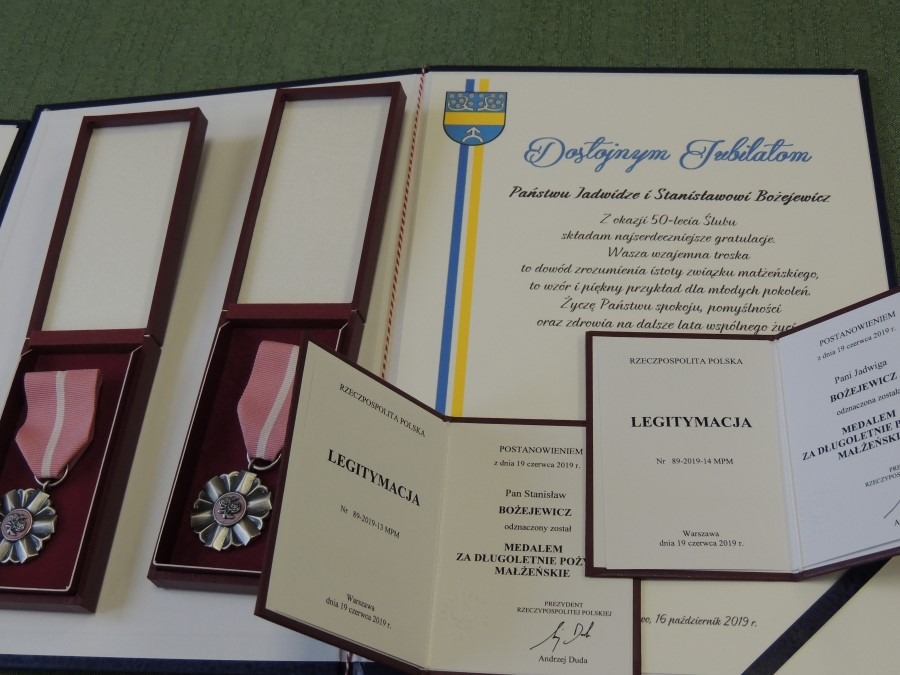 Dostojnym Jubilatom
Państwu Jadwidze i Stanisławowi Bożejewicz
Z okazji 50-lecia Ślubu
składam najserdeczniejsze gratulacje.
Wasza wzajemna troska
to dowód zrozumienia istoty związku małżeńskiego,
to wzór i piękny przykład dla młodych pokoleń.
Życzę Państwu spokoju, pomyślności
oraz zdrowia na dalsze lata wspólnego
16 październik 2019 r.
RZECZPOSPOLITA POLSKA
LEGITYMACJA
Nr 89-2019-13 MPM
Warszawa
dnia 19 czerwca 2019 r.
POSTANOWIENIEM
z dnia 19 czerwca 2019 r.
Pan Stanisław
BOŻEJEWICZ
odznaczony został
MEDALEM
ZA DŁUGOLETNIE
MAŁŻEŃSKIE
PREZYDENT
RZECZYPOSPOLITEJ POLSKIEJ
Andrzej Duda
RZECZPOSPOLITA POLSKA
LEGITYMACJA
Nr 89-2019-14 MPM
Warszawa
dnia 19 czerwca 2019 r.
POSTANOWIENIEM
z dnia 19 czerwca 2019 r.
Pani Jadwiga
BOŻEJEWICZ
odznaczona została
MEDALEM
ZA DŁUGOLETNIE
MAŁŻEŃSKIE